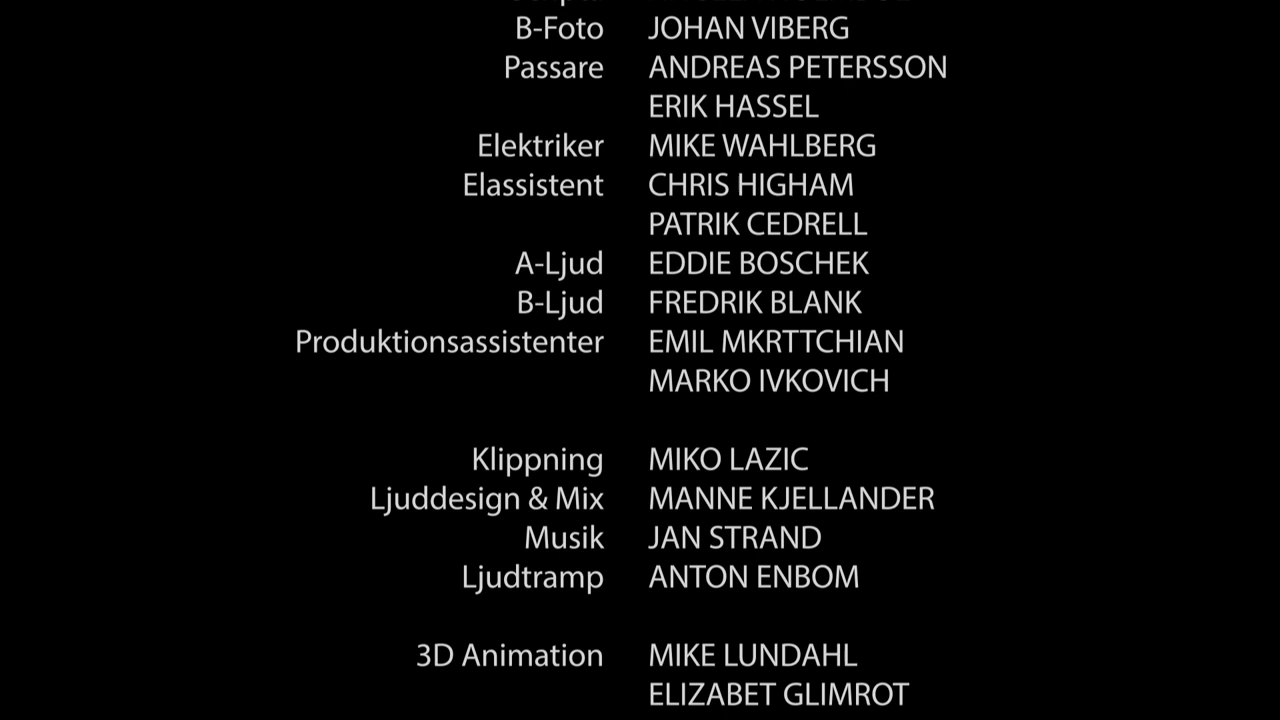 B-Foto JOHAN VIBERG
Passare ANDREAS PETERSSON
ERIK HASSEL
Elektriker MIKE WAHLBERG
Elassistent CHRIS HIGHAM
PATRIK CEDRELL
A-Ljud EDDIE BOSCHEK
B-Ljud FREDRIK BLANK
Produktionsassistenter EMIL MKRTTCHIAN
MARKO IVKOVICH
Klippning MIKO LAZIC
Ljuddesign & Mix MANNE KJELLANDER
Musik JAN STRAND
Ljudtramp ANTON ENBOM
3D Animation MIKE LUNDAHL
ELIZABET GLIMROT